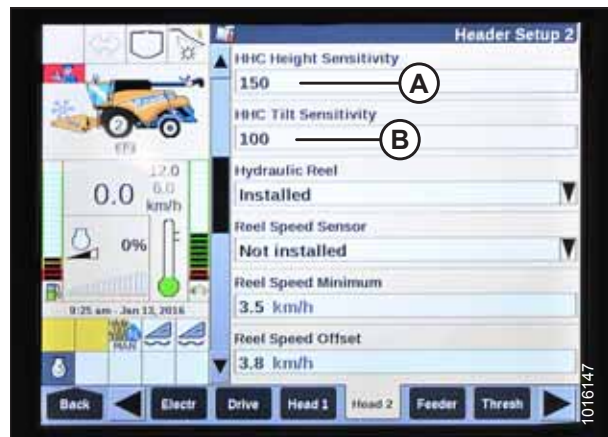 Header Setup 2
HHC Height Sensitivity
150
A
HHC Tilt Sensitivity
100
B
Hydraulic Reel
Installed
Reel Speed Sensor
Not installed
Reel Speed Minimum
3.5 km/h
Reel Speed Offset
3.8 km/h
2
12.0
0.0
6.0
km/h
0%
9:25 am - Jan 13, 2016
MAN
Back
Electr
Drive
Head 1
Head 2
Feeder
Thresh
1016147